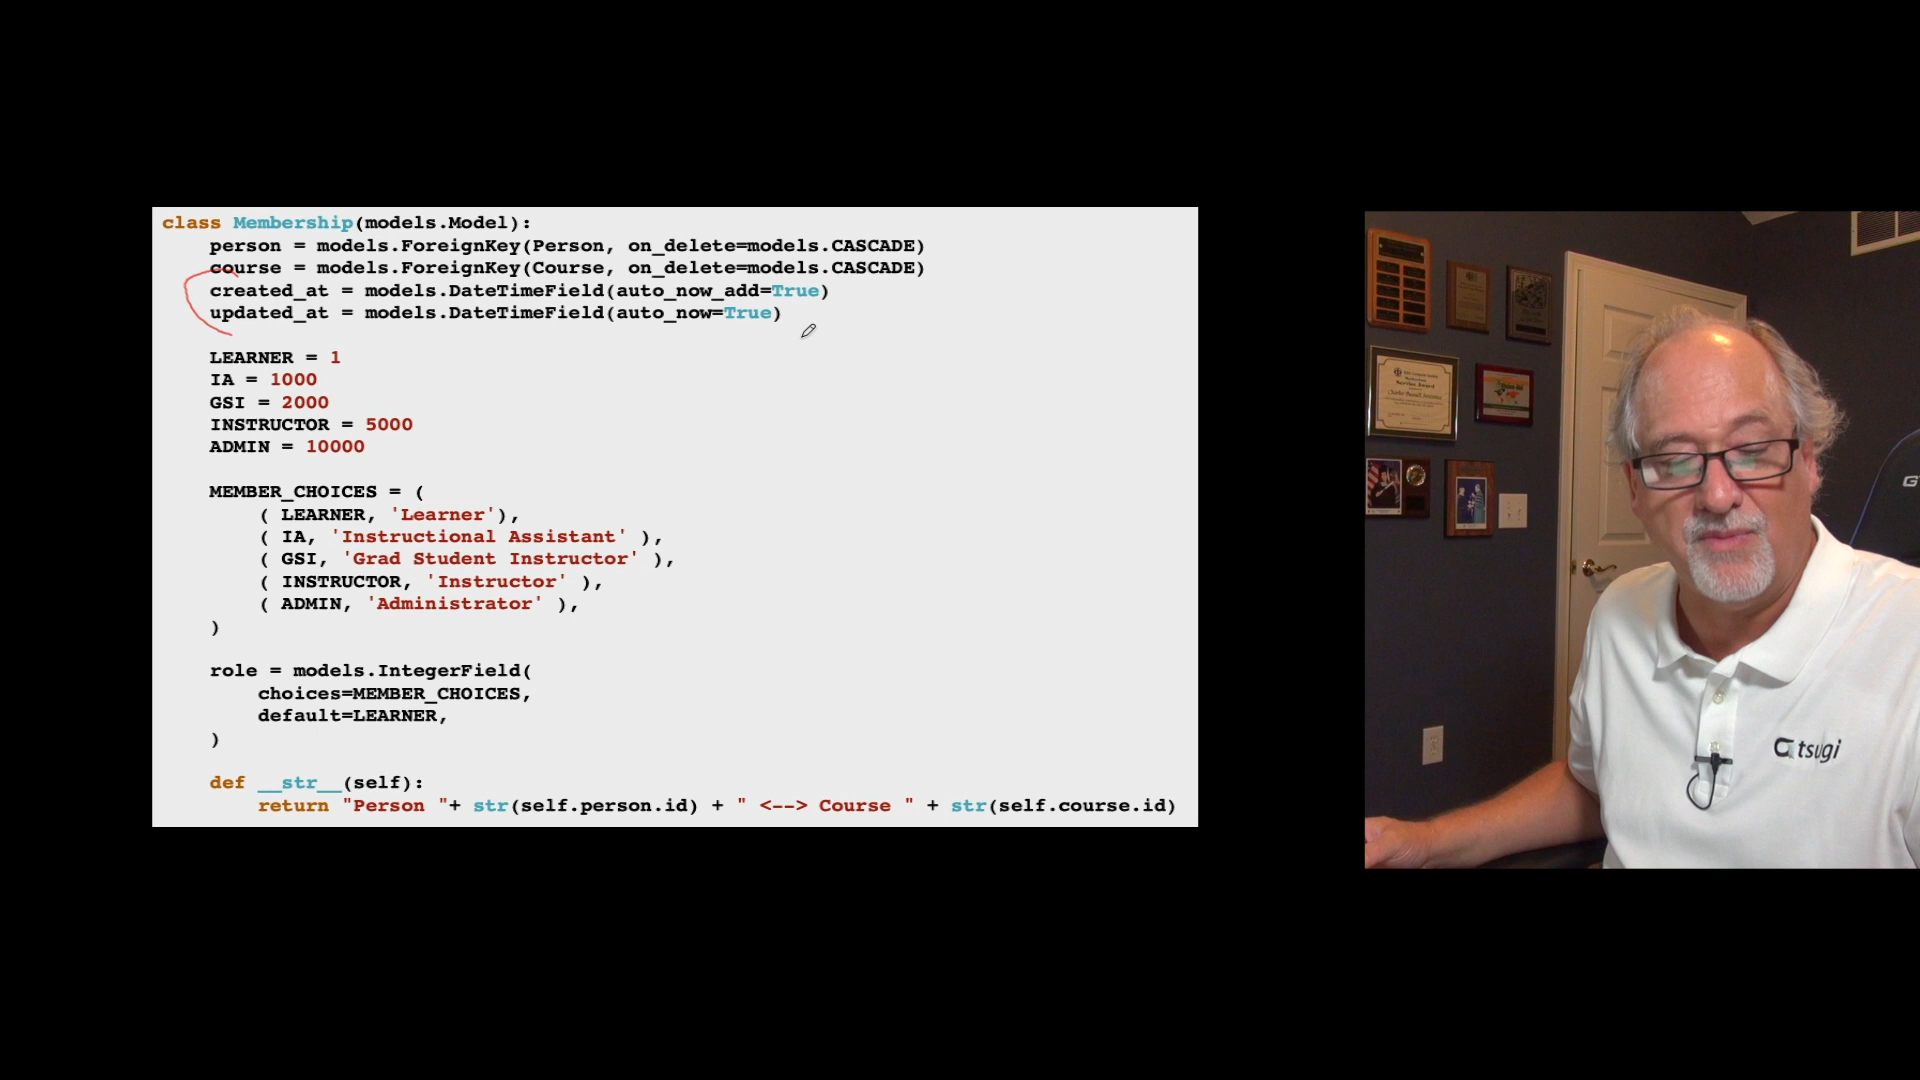 class Membership(models.Model):
    person = models.ForeignKey(Person, on_delete=models.CASCADE)
    course = models.ForeignKey(Course, on_delete=models.CASCADE)
    created_at = models.DateTimeField(auto_now_add=True)
    updated_at = models.DateTimeField(auto_now=True)
    LEARNER = 1
    IA = 1000
    GSI = 2000
    INSTRUCTOR = 5000
    ADMIN = 10000
    MEMBER_CHOICES = (
        ( LEARNER, 'Learner'),
        ( IA, 'Instructional Assistant' ),
        ( GSI, 'Grad Student Instructor' ),
        ( INSTRUCTOR, 'Instructor' ),
        ( ADMIN, 'Administrator' ),
    )
    role = models.IntegerField(
        choices=MEMBER_CHOICES,
        default=LEARNER,
    )
    def __str__(self):
        return "Person "+ str(self.person.id) + " <--> Course " + str(self.course.id)
Service Award
tsugi